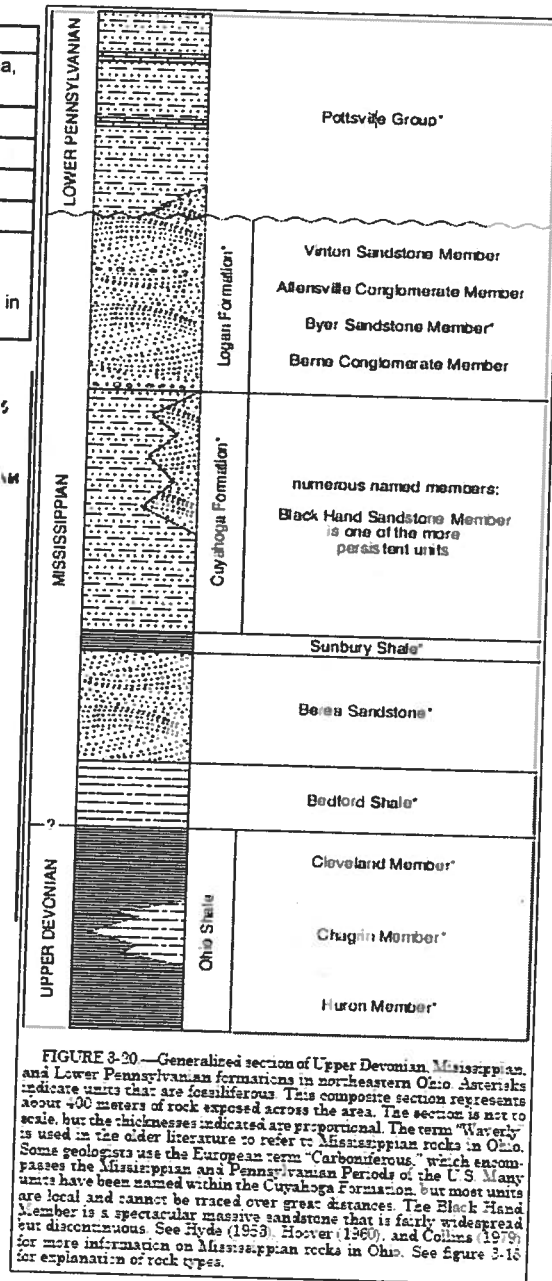 a,
in
LOWER PENNSYLVANIAN
Pottsville Group*
MISSISSIPPIAN
Logan Formation*
Vinton Sandstone Member
Allensville Conglomerate Member
Byer Sandstone Member*
Berne Conglomerate Member
Cuyahoga Formation*
numerous named members:
Black Hand Sandstone Member
is one of the more
persistent units
Sunbury Shale*
Berea Sandstone*
Bedford Shale*
?
UPPER DEVONIAN
Ohio Shale
Cleveland Member*
Chagrin Member*
Huron Member*
FIGURE 3-20.—Generalized section of Upper Devonian, Mississippian,
and Lower Pennsylvanian formations in northeastern Ohio. Asterisks
indicate units that are fossiliferous. This composite section represents
about 400 meters of rock exposed across the area. The section is not to
scale, but the thicknesses indicated are proportional. The term "Waverly"
is used in the older literature to refer to Mississippian rocks in Ohio.
Some geologists use the European term "Carboniferous," which encom-
passes the Mississippian and Pennsylvanian Periods of the U.S. Many
units have been named within the Cuyahoga Formation, but most units
are local and cannot be traced over great distances. The Black Hand
Member is a spectacular massive sandstone that is fairly widespread
but discontinuous. See Hyde (1953), Hoover (1960), and Collins (1979)
for more information on Mississippian rocks in Ohio. See figure
for explanation of rock types.